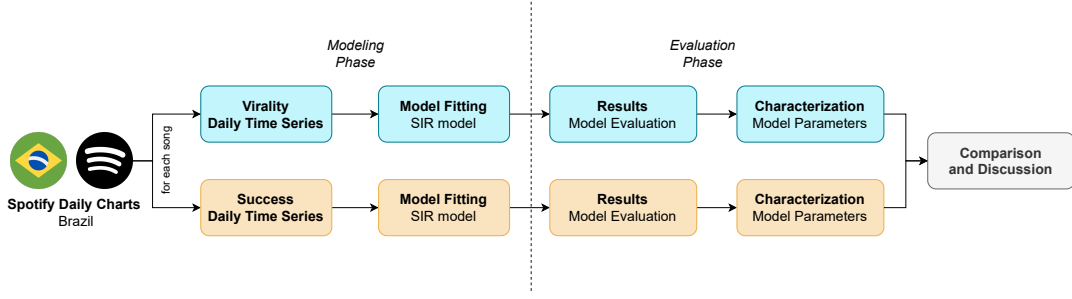 Modeling
Phase
Evaluation
Phase
Virality
Daily Time Series
Model Fitting
SIR model
Results
Model Evaluation
Characterization
Model Parameters
for each song
Spotify Daily Charts
Brazil
Success
Daily Time Series
Model Fitting
SIR model
Results
Model Evaluation
Characterization
Model Parameters
Comparison
and Discussion